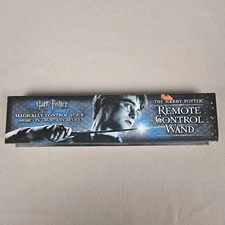 Harry Potter
MAGICALLY CONTROL YOUR
THE HARRY POTTER
REMOTE CONTROL
WAND